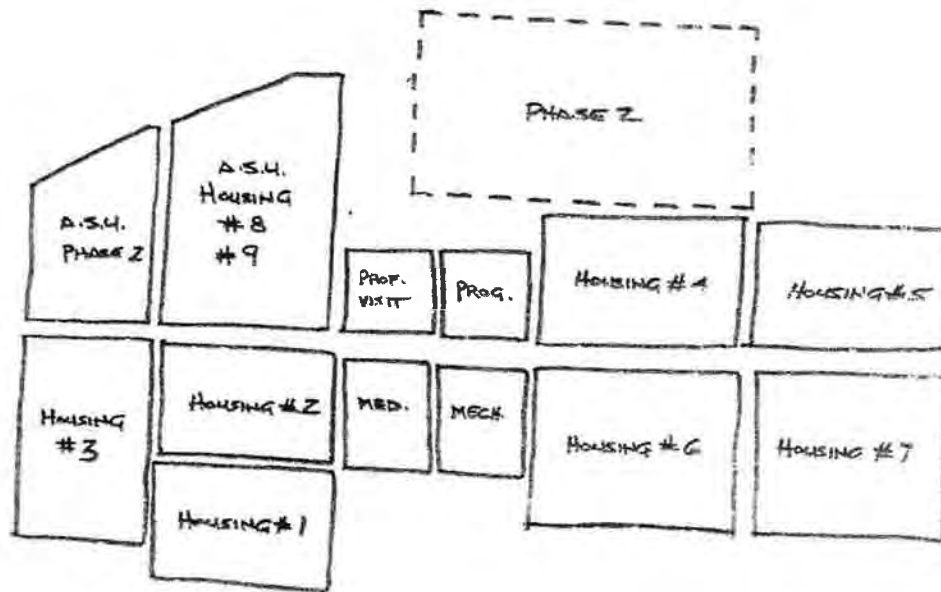 PHASE 2
A.S.U.
HOUSING
#8
#9
A.S.U.
PHASE 2
PROF.
VISIT
PROG.
HOUSING #4
HOUSING #5
HOUSING
#3
HOUSING #2
MED.
MECH.
HOUSING #6
HOUSING #7
HOUSING #1